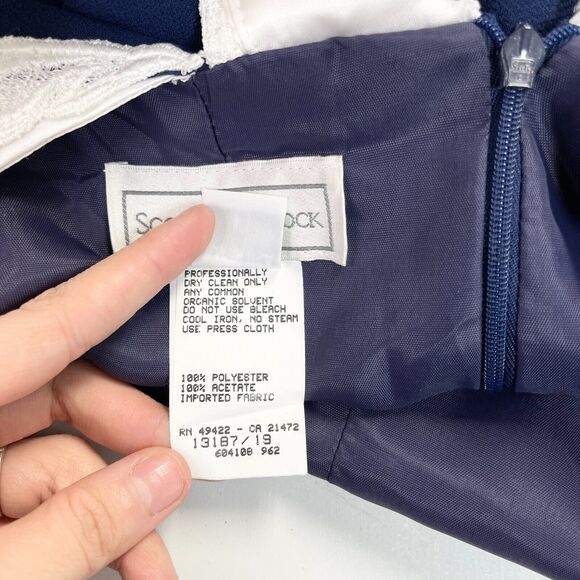 PROFESSIONALLY
DRY CLEAN ONLY
ANY COMMON
ORGANIC SOLVENT
DO NOT USE BLEACH
COOL IRON, NO STEAM
USE PRESS CLOTH
100% POLYESTER
100% ACETATE
IMPORTED FABRIC
RN 49422 - CA 21472
13187/19
604108 962